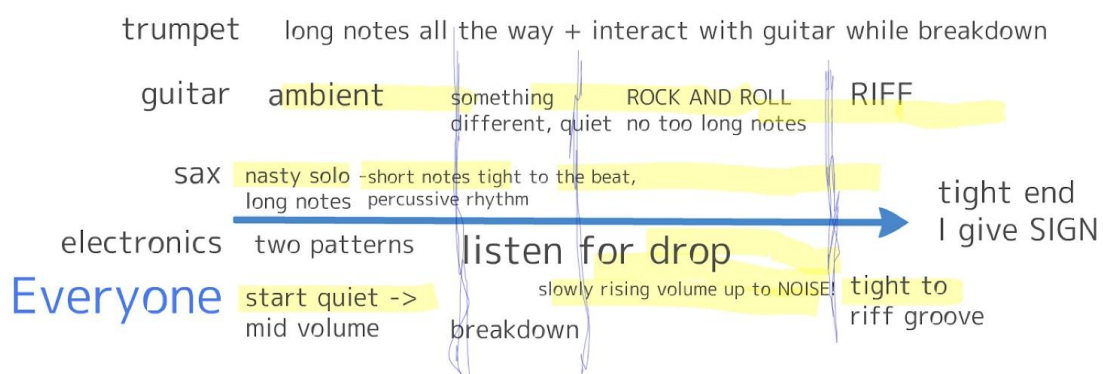 trumpet long notes all the way + interact with guitar while breakdown
guitar ambient something ROCK AND ROLL RIFF
different, quiet no too long notes
sax nasty solo -short notes tight to the beat,
long notes percussive rhythm
tight end
I give SIGN
electronics two patterns listen for drop
Everyone start quiet -> slowly rising volume up to NOISE! tight to
mid volume breakdown riff groove